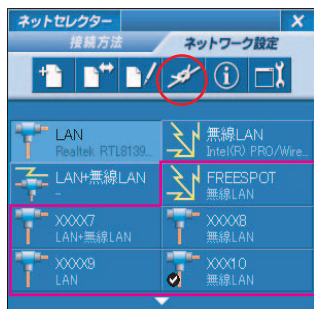 ネットセレクター
接続方法
ネットワーク設定
LAN
Realtek RTL8139...
無線LAN
Intel(R) PRO/Wire...
LAN+無線LAN
-
FREESPOT
無線LAN
XXXX7
LAN+無線LAN
XXXX8
無線LAN
XXXX9
LAN
XXX10
無線LAN